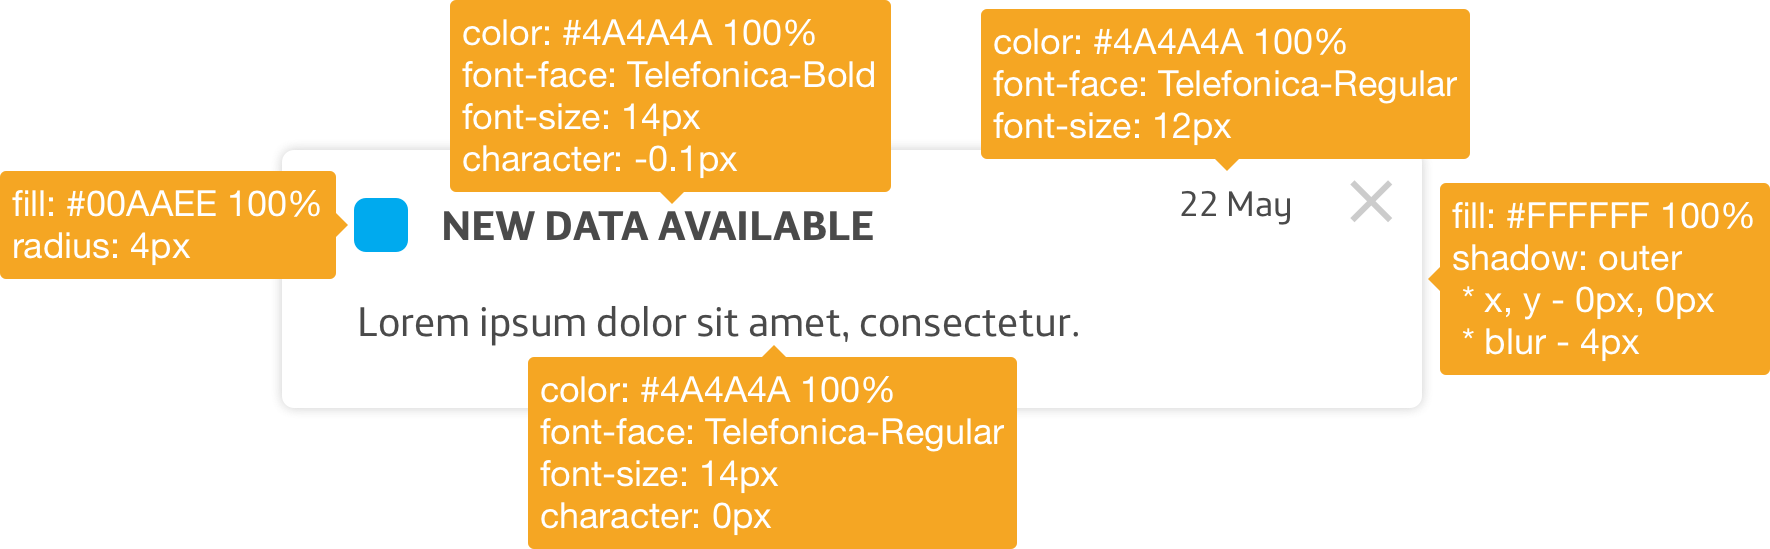 color: #4A4A4A 100%
font-face: Telefonica-Bold
font-size: 14px
character: -0.1px
color: #4A4A4A 100%
font-face: Telefonica-Regular
font-size: 12px
fill: #00AAEE 100%
radius: 4px
NEW DATA AVAILABLE
22 May
fill: #FFFFFF 100%
shadow: outer
* x, y - 0px, 0px
* blur - 4px
Lorem ipsum dolor sit amet, consectetur.
color: #4A4A4A 100%
font-face: Telefonica-Regular
font-size: 14px
character: 0px